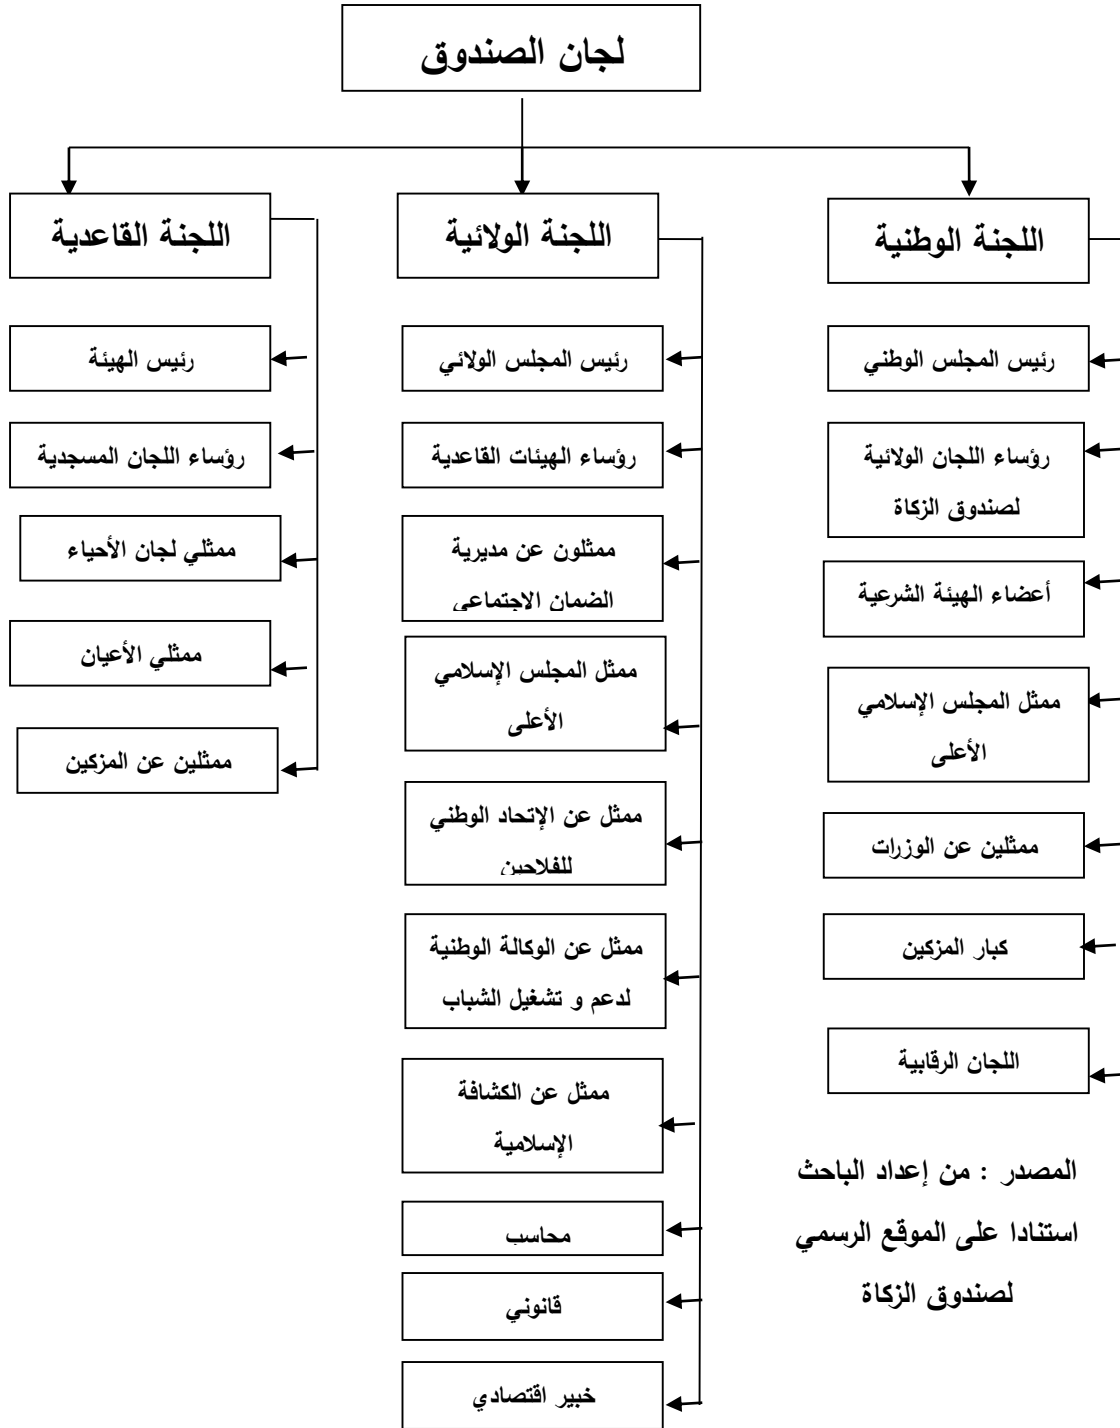 لجان الصندوق
اللجنة الوطنية
رئيس المجلس الوطني
رؤساء اللجان الولائية
لصندوق الزكاة
أعضاء الهيئة الشرعية
ممثل المجلس الإسلامي
الأعلى
ممثلين عن الوزرات
كبار المزكين
اللجان الرقابية
اللجنة الولائية
رئيس المجلس الولائي
رؤساء الهيئات القاعدية
ممثلون عن مديرية
الضمان الاجتماعي
ممثل المجلس الإسلامي
الأعلى
ممثل عن الإتحاد الوطني
للفلاحين
ممثل عن الوكالة الوطنية
لدعم و تشغيل الشباب
ممثل عن الكشافة
الإسلامية
محاسب
قانوني
خبير اقتصادي
اللجنة القاعدية
رئيس الهيئة
رؤساء اللجان المسجدية
ممثلي لجان الأحياء
ممثلي الأعيان
ممثلين عن المزكين
المصدر : من إعداد الباحث
استنادا على الموقع الرسمي
لصندوق الزكاة